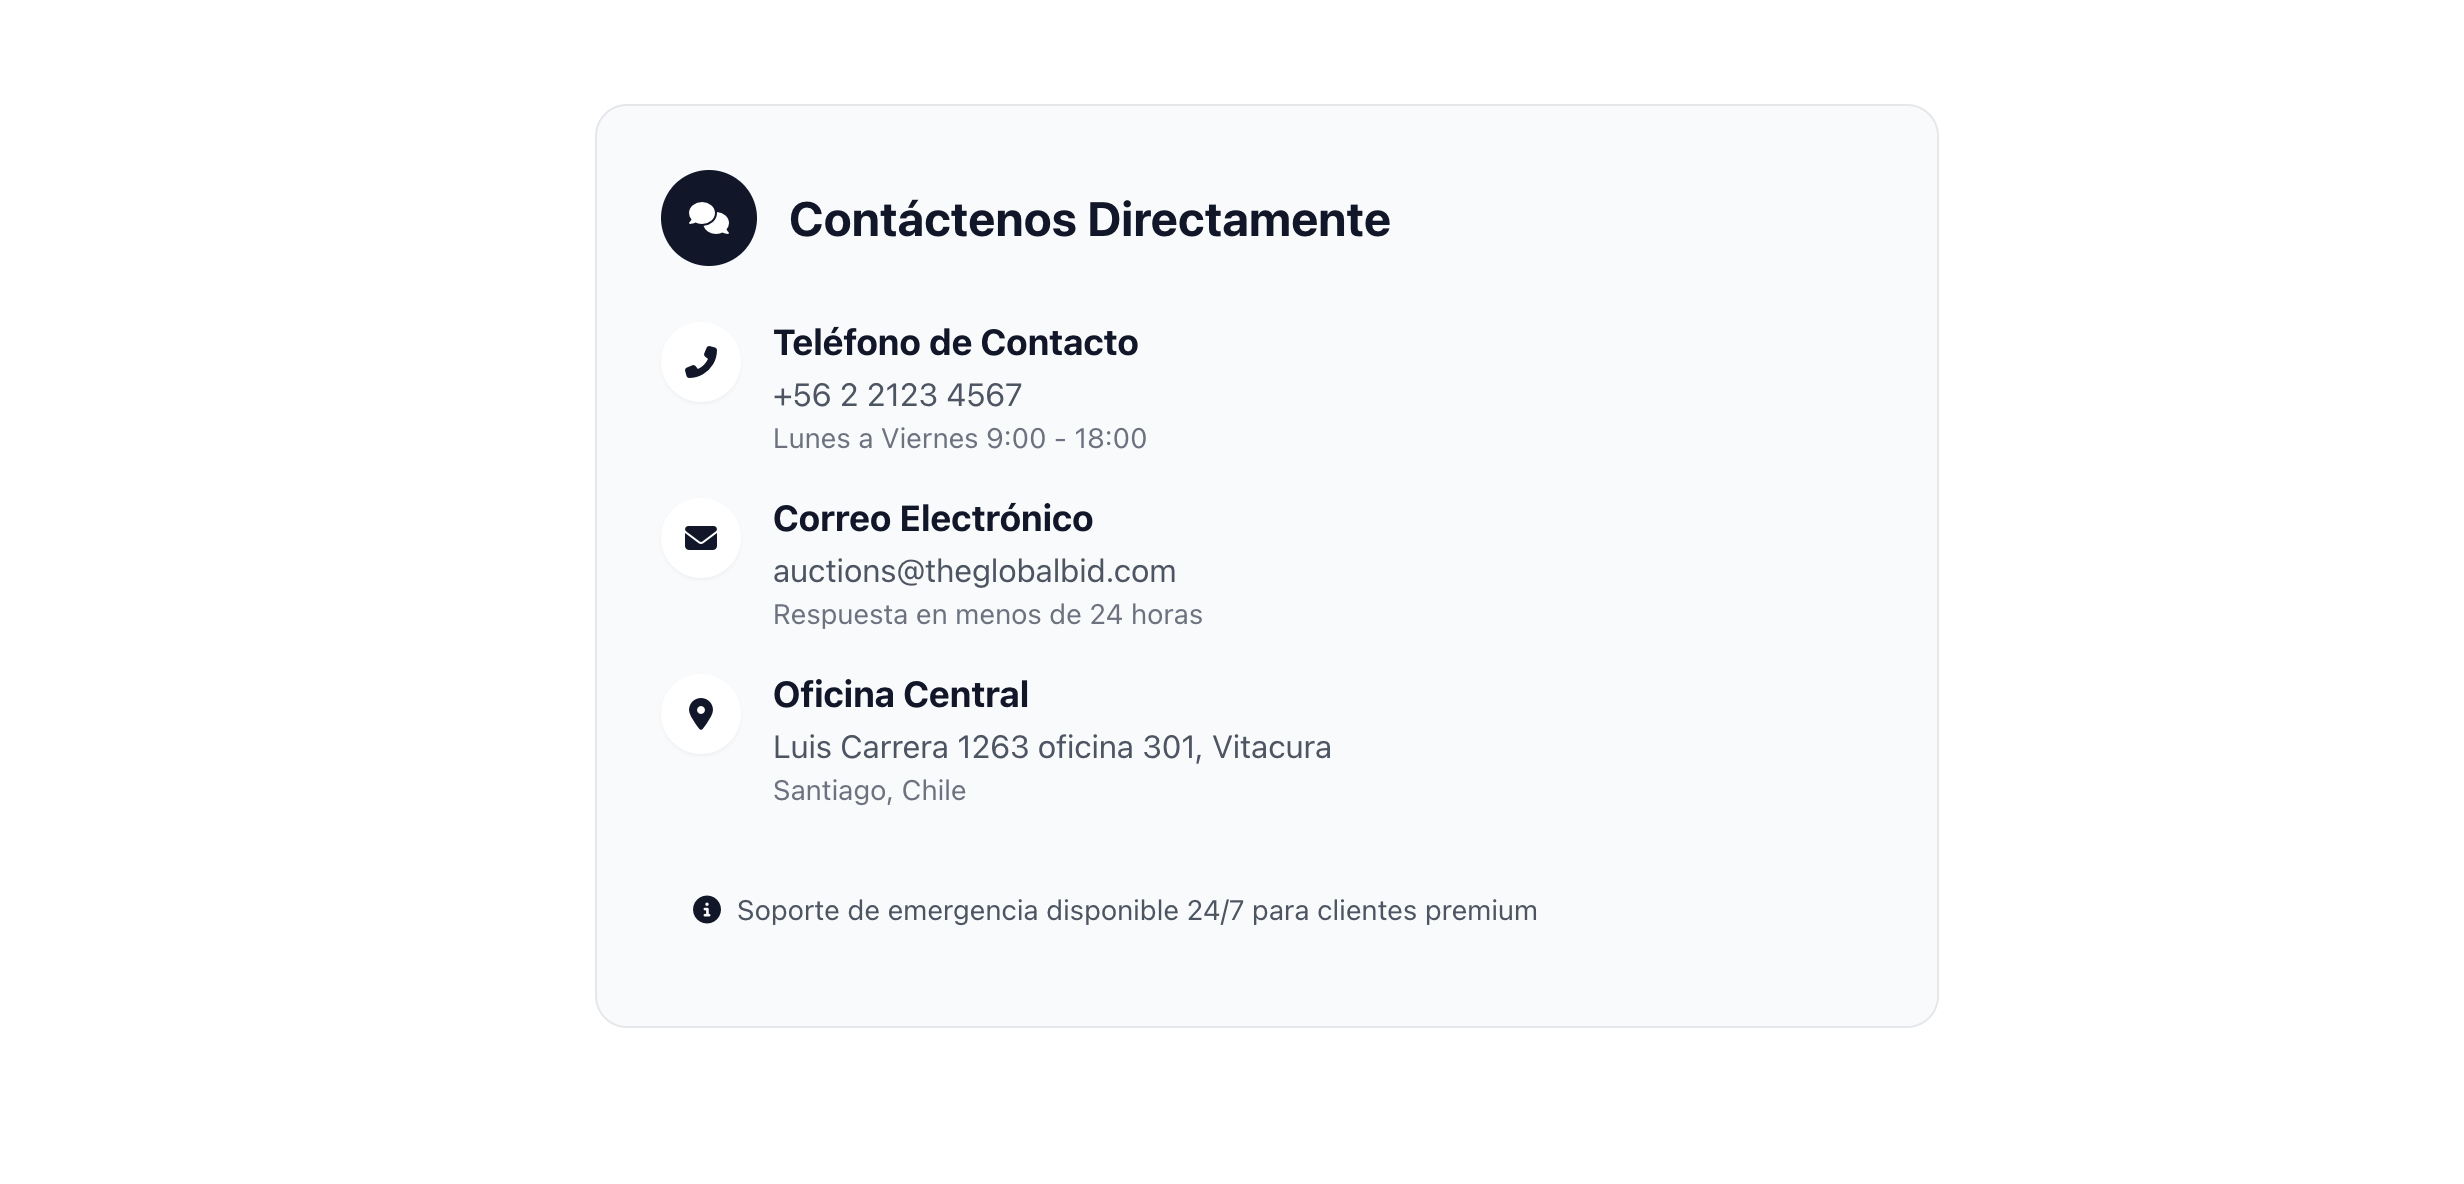 Contáctenos Directamente
Teléfono de Contacto
+56 2 2123 4567
Lunes a Viernes 9:00 - 18:00
Correo Electrónico
auctions@theglobalbid.com
Respuesta en menos de 24 horas
Oficina Central
Luis Carrera 1263 oficina 301, Vitacura
Santiago, Chile
Soporte de emergencia disponible 24/7 para clientes premium